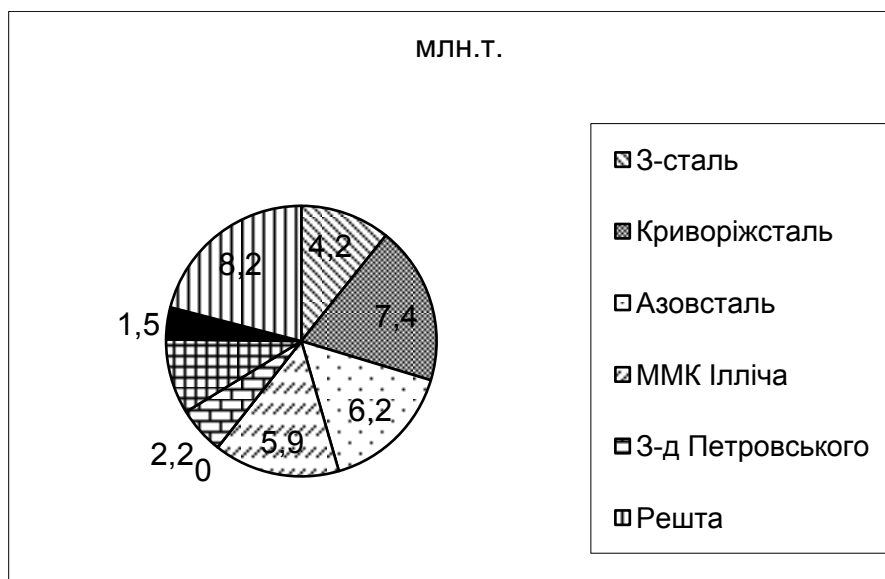 млн.т.
4,2
7,4
6,2
5,9
0
2,2
1,5
8,2
З-сталь
Криворіжсталь
Азовсталь
ММК Ілліча
З-д Петровського
Решта